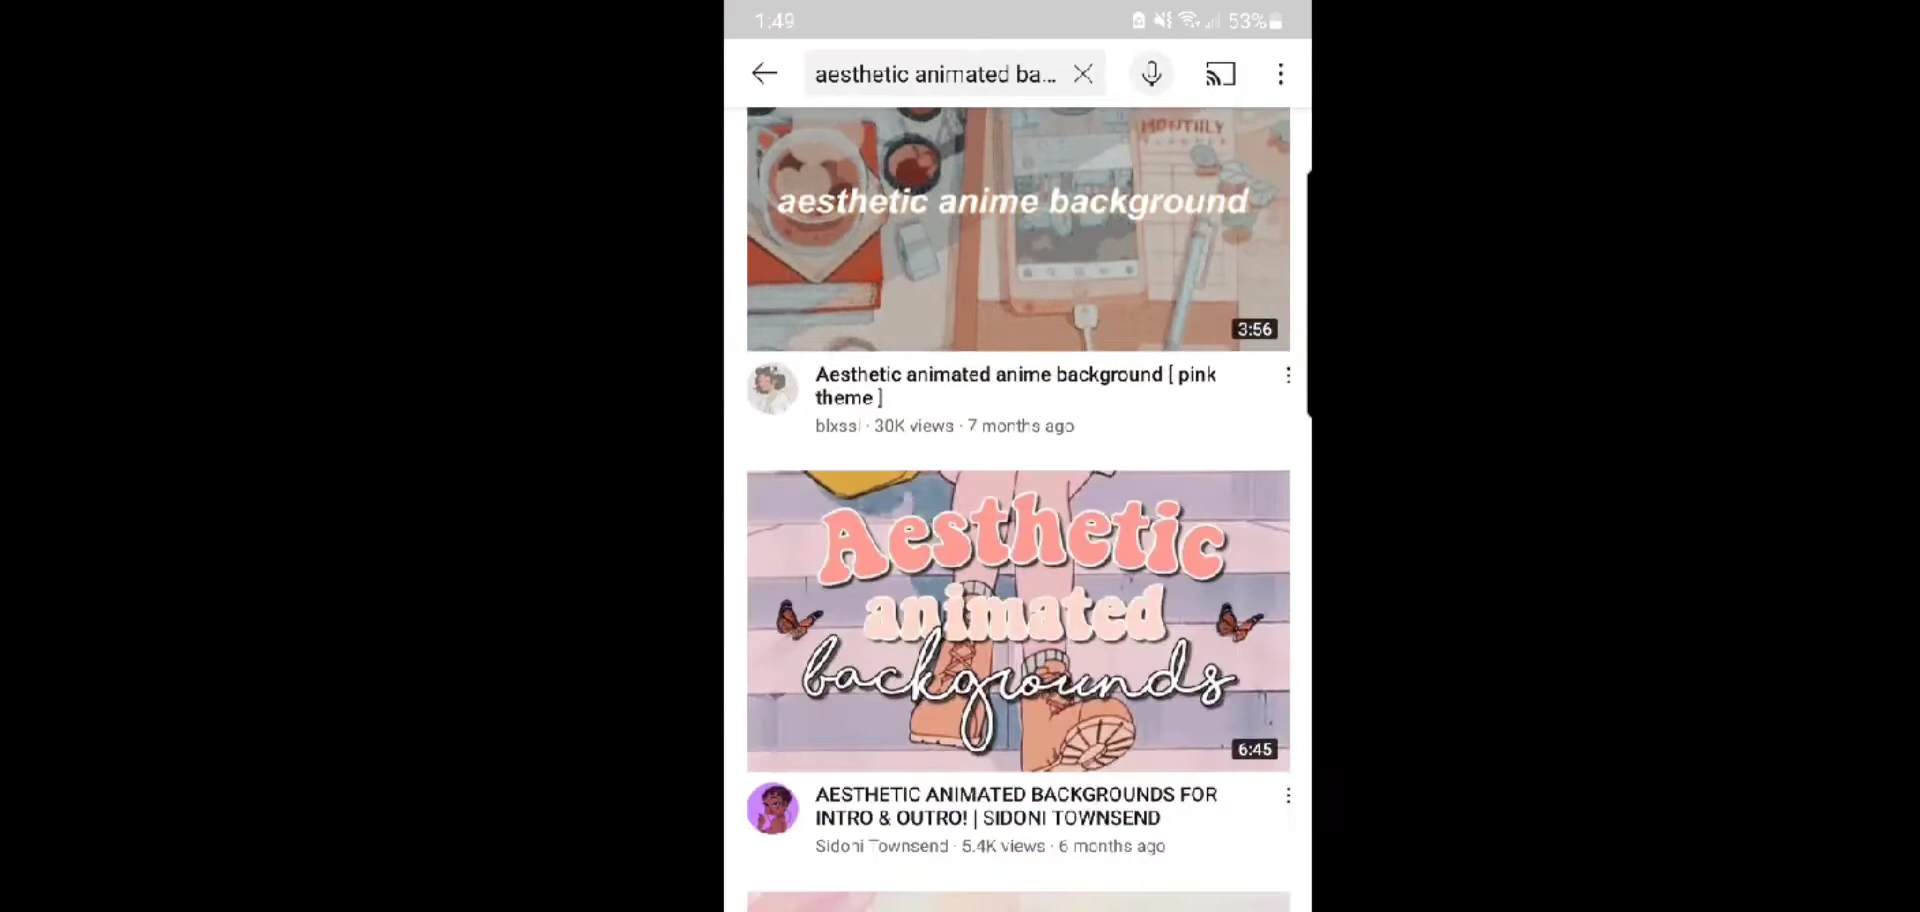 1:49
53%
aesthetic animated ba...
MONTHLY
PLANNER
aesthetic anime background
3:56
Aesthetic animated anime background [ pink
theme ]
blxssl · 30K views · 7 months ago
Aesthetic
animated
backgrounds
6:45
AESTHETIC ANIMATED BACKGROUNDS FOR
INTRO & OUTRO! | SIDONI TOWNSEND
Sidoni Townsend · 5.4K views · 6 months ago